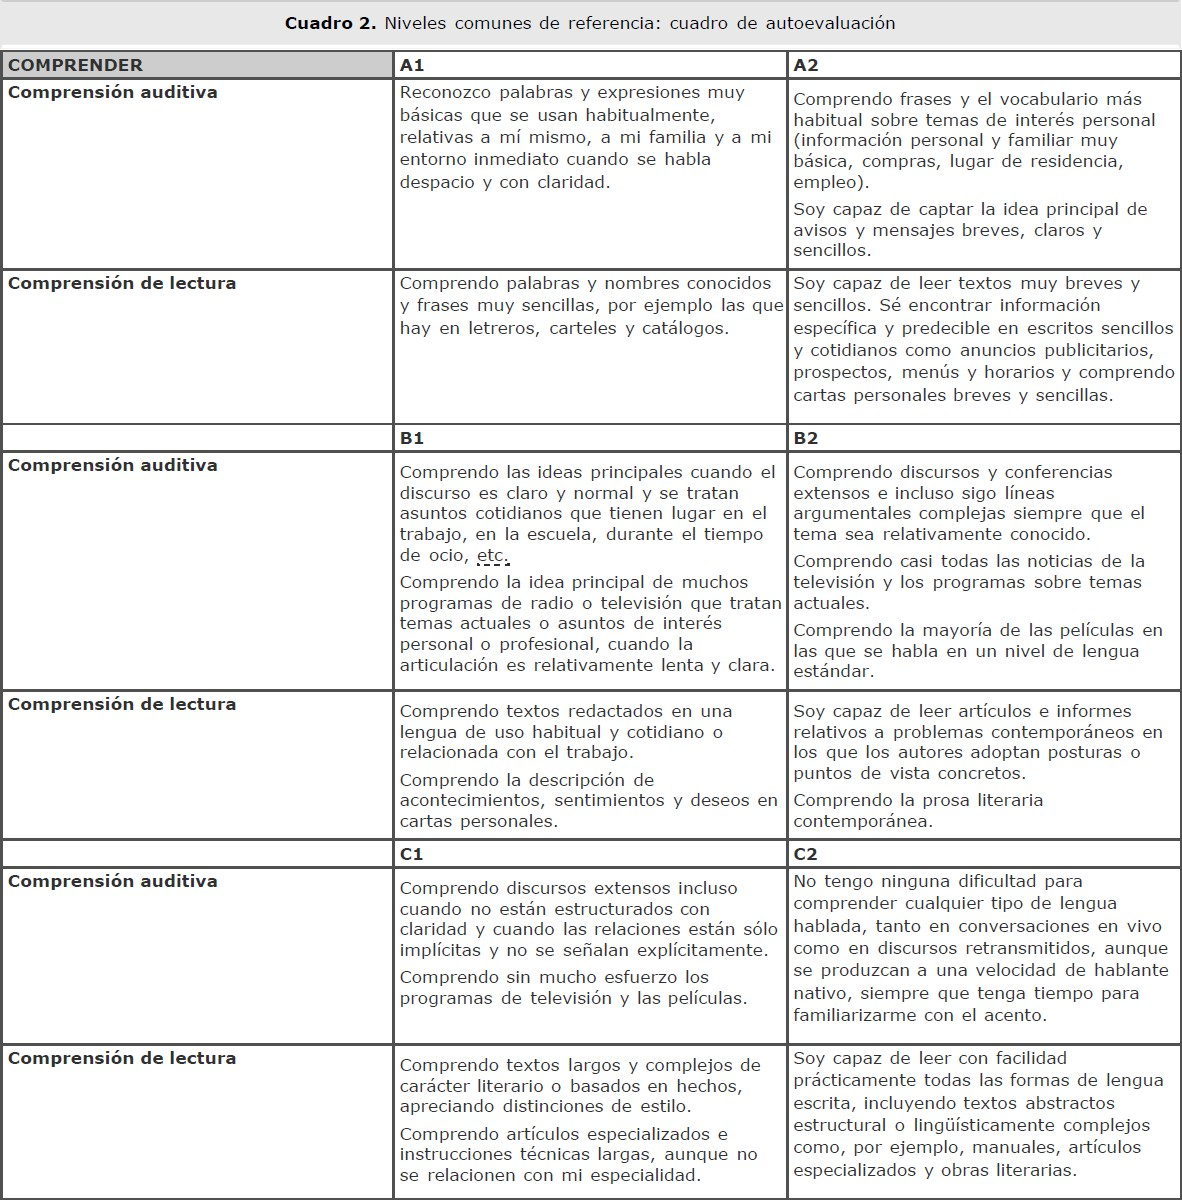 Cuadro 2. Niveles comunes de referencia: cuadro de autoevaluación
COMPRENDER
A1
A2
Comprensión auditiva
Reconozco palabras y expresiones muy
básicas que se usan habitualmente,
relativas a mí mismo, a mi familia y a mi
entorno inmediato cuando se habla
despacio y con claridad.
Comprendo frases y el vocabulario más
habitual sobre temas de interés personal
(información personal y familiar muy
básica, compras, lugar de residencia,
empleo).
Soy capaz de captar la idea principal de
avisos y mensajes breves, claros y
sencillos.
Comprensión de lectura
Comprendo palabras y nombres conocidos
y frases muy sencillas, por ejemplo las que
hay en letreros, carteles y catálogos.
Soy capaz de leer textos muy breves y
sencillos. Sé encontrar información
específica y predecible en escritos sencillos
y cotidianos como anuncios publicitarios,
prospectos, menús y horarios y comprendo
cartas personales breves y sencillas.
B1
B2
Comprensión auditiva
Comprendo las ideas principales cuando el
discurso es claro y normal y se tratan
asuntos cotidianos que tienen lugar en el
trabajo, en la escuela, durante el tiempo
de ocio, etc.
Comprendo la idea principal de muchos
programas de radio o televisión que tratan
temas actuales o asuntos de interés
personal o profesional, cuando la
articulación es relativamente lenta y clara.
Comprendo discursos y conferencias
extensos e incluso sigo líneas
argumentales complejas siempre que el
tema sea relativamente conocido.
Comprendo casi todas las noticias de la
televisión y los programas sobre temas
actuales.
Comprendo la mayoría de las películas en
las que se habla en un nivel de lengua
estándar.
Comprensión de lectura
Comprendo textos redactados en una
lengua de uso habitual y cotidiano o
relacionada con el trabajo.
Comprendo la descripción de
acontecimientos, sentimientos y deseos en
cartas personales.
Soy capaz de leer artículos e informes
relativos a problemas contemporáneos en
los que los autores adoptan posturas o
puntos de vista concretos.
Comprendo la prosa literaria
contemporánea.
C1
C2
Comprensión auditiva
Comprendo discursos extensos incluso
cuando no están estructurados con
claridad y cuando las relaciones están sólo
implícitas y no se señalan explícitamente.
Comprendo sin mucho esfuerzo los
programas de televisión y las películas.
No tengo ninguna dificultad para
comprender cualquier tipo de lengua
hablada, tanto en conversaciones en vivo
como en discursos retransmitidos, aunque
se produzcan a una velocidad de hablante
nativo, siempre que tenga tiempo para
familiarizarme con el acento.
Comprensión de lectura
Comprendo textos largos y complejos de
carácter literario o basados en hechos,
apreciando distinciones de estilo.
Comprendo artículos especializados e
instrucciones técnicas largas, aunque no
se relacionen con mi especialidad.
Soy capaz de leer con facilidad
prácticamente todas las formas de lengua
escrita, incluyendo textos abstractos
estructural o lingüísticamente complejos
como, por ejemplo, manuales, artículos
especializados y obras literarias.